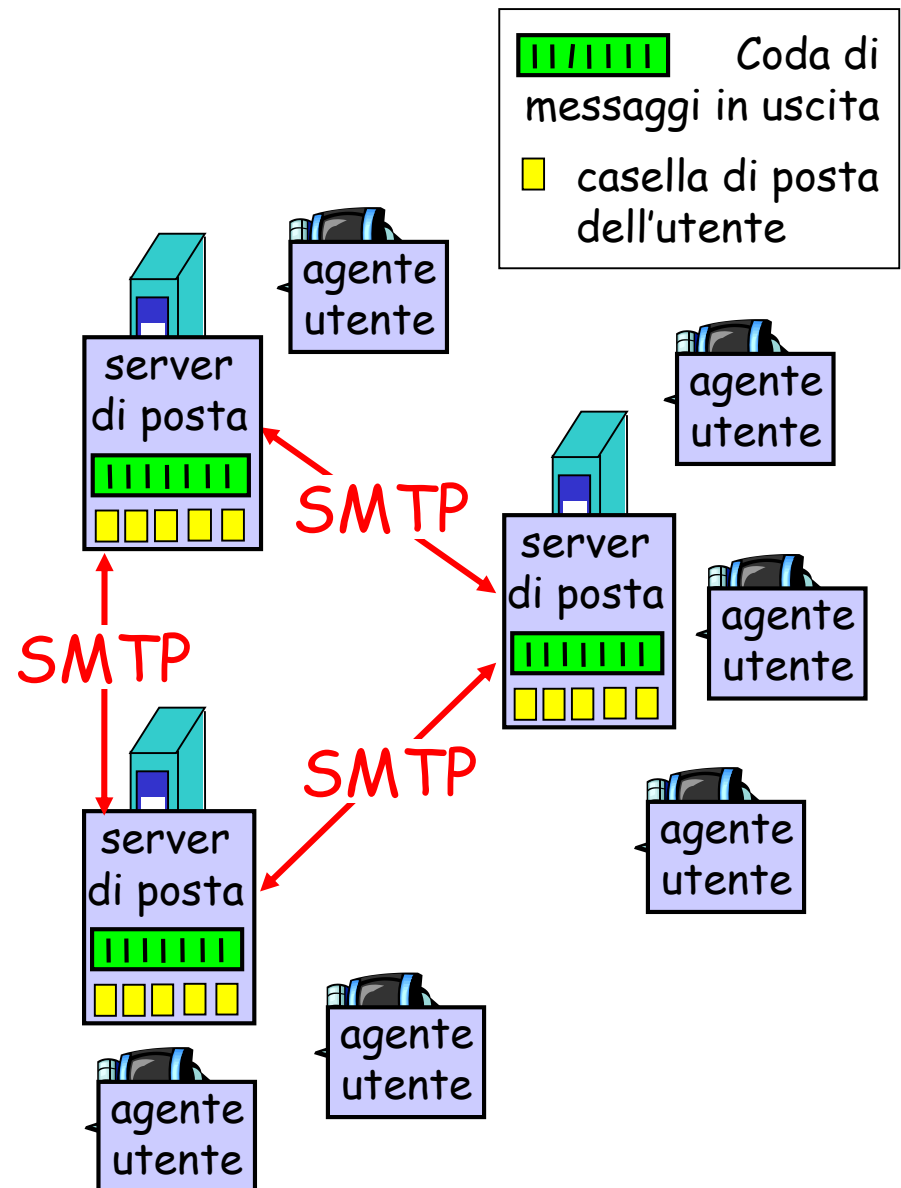 Coda di
messaggi in uscita
casella di posta
dell'utente
agente
utente
server
di posta
agente
utente
SMTP
server
di posta
agente
utente
SMTP
SMTP
agente
utente
server
di posta
agente
utente
agente
utente